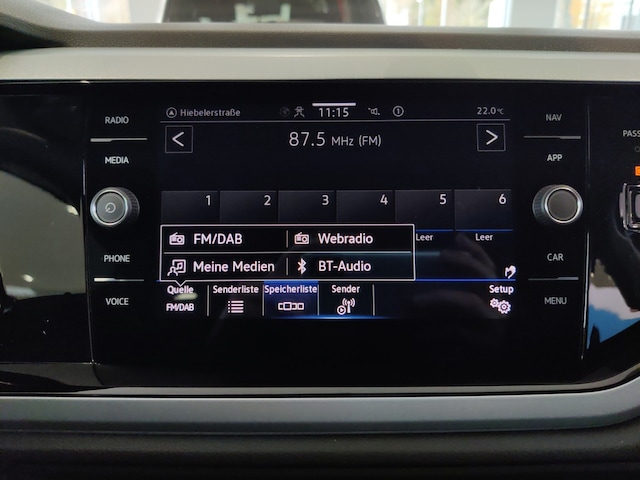 RADIO
MEDIA
PHONE
VOICE
Hiebelerstraße 11:15 22.0°C
87.5 MHz (FM)
1 2 3 4 5 6
Leer Leer
FM/DAB Webradio
Meine Medien BT-Audio
Quelle Senderliste Speicherliste Sender Setup
FM/DAB
NAV
APP
CAR
MENU
PASS